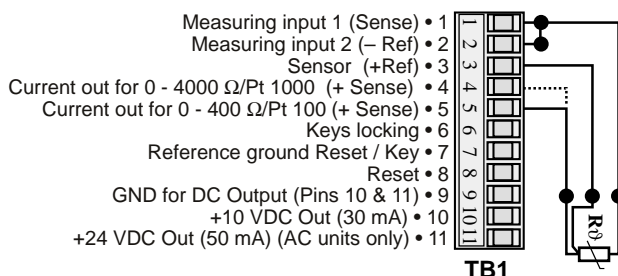 Measuring input 1 (Sense) • 1
Measuring input 2 (– Ref) • 2
Sensor (+Ref) • 3
Current out for 0 - 4000 Ω/Pt 1000 (+ Sense) • 4
Current out for 0 - 400 Ω/Pt 100 (+ Sense) • 5
Keys locking • 6
Reference ground Reset / Key • 7
Reset • 8
GND for DC Output (Pins 10 & 11) • 9
+10 VDC Out (30 mA) • 10
+24 VDC Out (50 mA) (AC units only) • 11
1
2
3
4
5
6
7
8
9
10
11
Rϑ
TB1